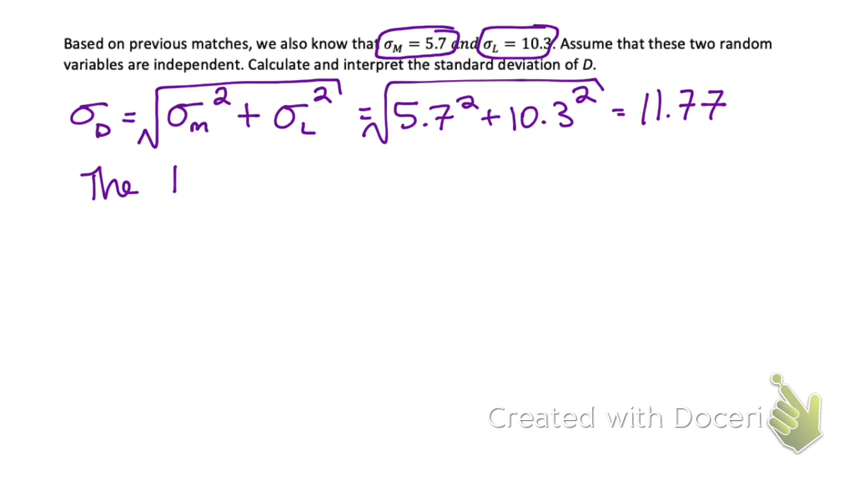 Based on previous matches, we also know that σ_M = 5.7 and σ_L = 10.3. Assume that these two random
variables are independent. Calculate and interpret the standard deviation of D.
σ_D = √(σ_M² + σ_L²) = √(5.7² + 10.3²) = 11.77
The
Created with Doceri